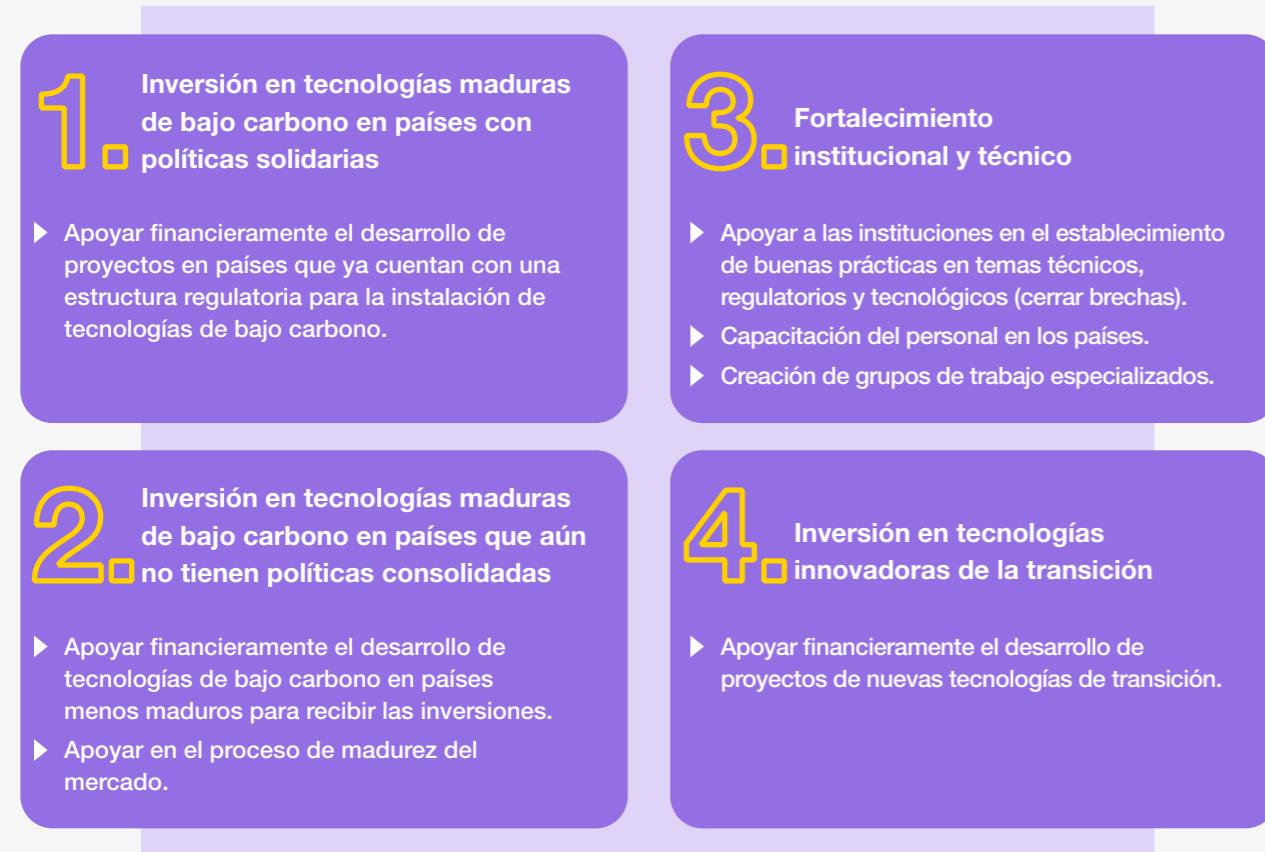 1.
Inversión en tecnologías maduras
de bajo carbono en países con
políticas solidarias
Apoyar financieramente el desarrollo de
proyectos en países que ya cuentan con una
estructura regulatoria para la instalación de
tecnologías de bajo carbono.
2.
Inversión en tecnologías maduras
de bajo carbono en países que aún
no tienen políticas consolidadas
Apoyar financieramente el desarrollo de
tecnologías de bajo carbono en países
menos maduros para recibir las inversiones.
Apoyar en el proceso de madurez del
mercado.
3.
Fortalecimiento
institucional y técnico
Apoyar a las instituciones en el establecimiento
de buenas prácticas en temas técnicos,
regulatorios y tecnológicos (cerrar brechas).
Capacitación del personal en los países.
Creación de grupos de trabajo especializados.
4.
Inversión en tecnologías
innovadoras de la transición
Apoyar financieramente el desarrollo de
proyectos de nuevas tecnologías de transición.